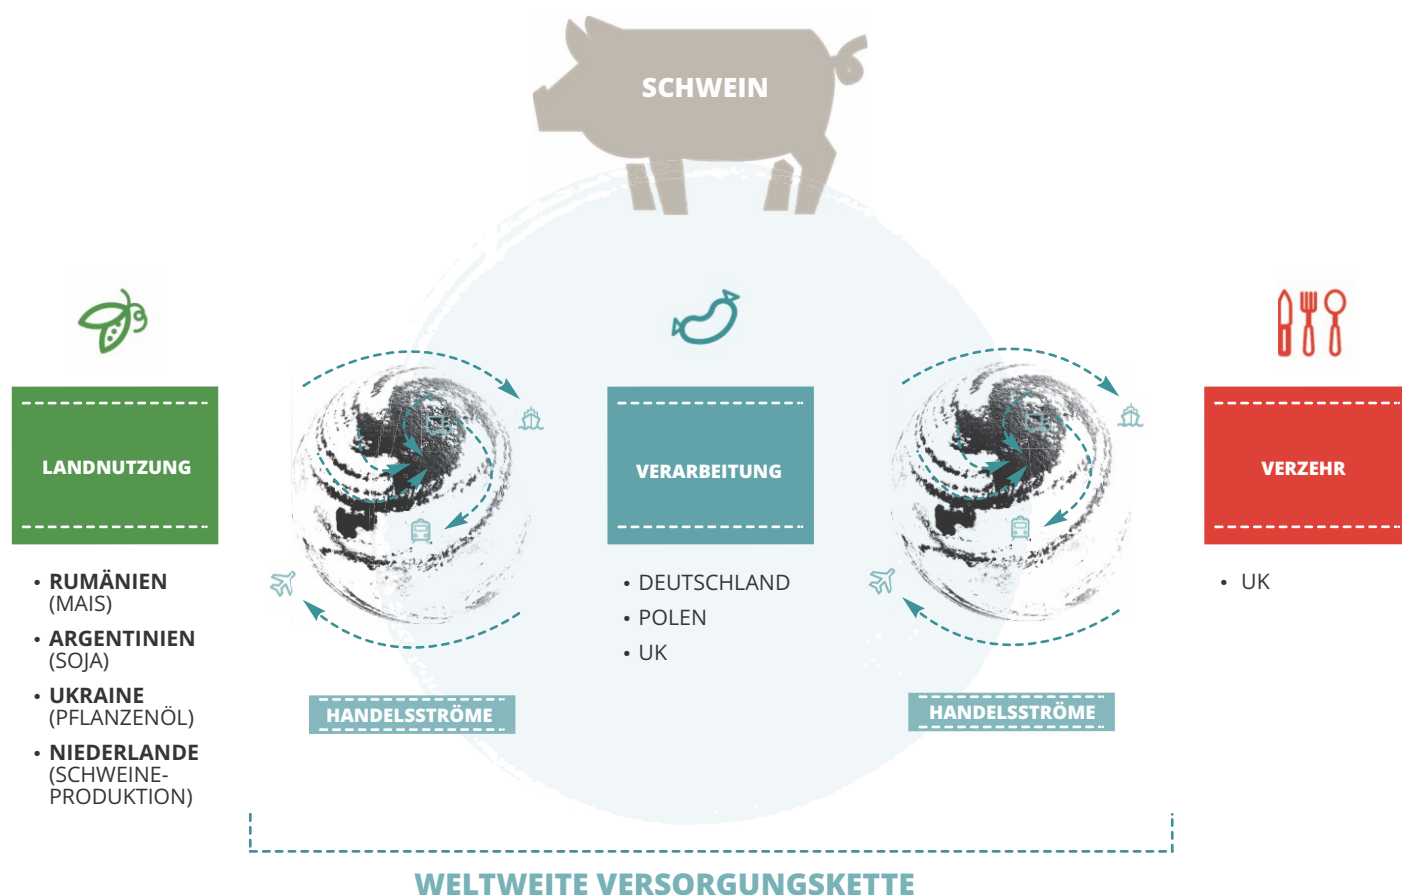 SCHWEIN
LANDNUTZUNG
• RUMÄNIEN
(MAIS)
• ARGENTINIEN
(SOJA)
• UKRAINE
(PFLANZENÖL)
• NIEDERLANDE
(SCHWEINE-
PRODUKTION)
HANDELSSTRÖME
VERARBEITUNG
• DEUTSCHLAND
• POLEN
• UK
HANDELSSTRÖME
VERZEHR
• UK
WELTWEITE VERSORGUNGSKETTE